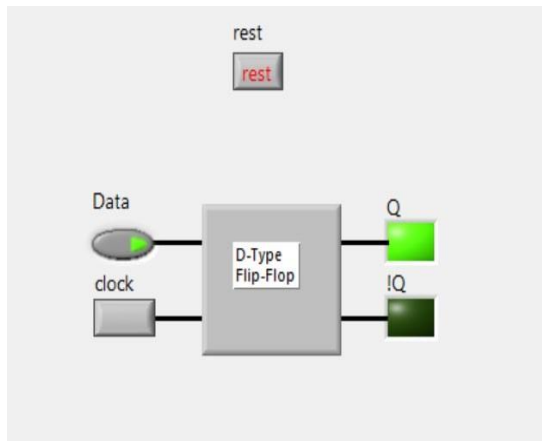 rest
rest
Data
Q
D-Type
Flip-Flop
clock
!Q